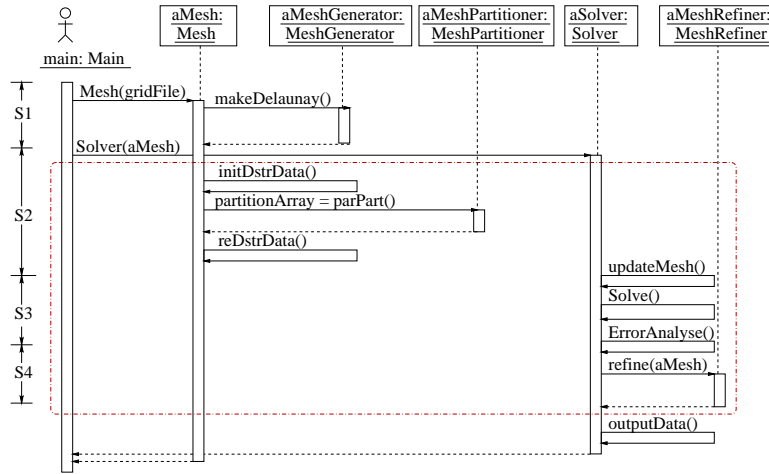 aMesh:
Mesh
aMeshGenerator:
MeshGenerator
aMeshPartitioner:
MeshPartitioner
aSolver:
Solver
aMeshRefiner:
MeshRefiner
main: Main
S1
Mesh(gridFile)
makeDelaunay()
Solver(aMesh)
S2
initDstrData()
partitionArray = parPart()
reDstrData()
updateMesh()
S3
Solve()
ErrorAnalyse()
S4
refine(aMesh)
outputData()